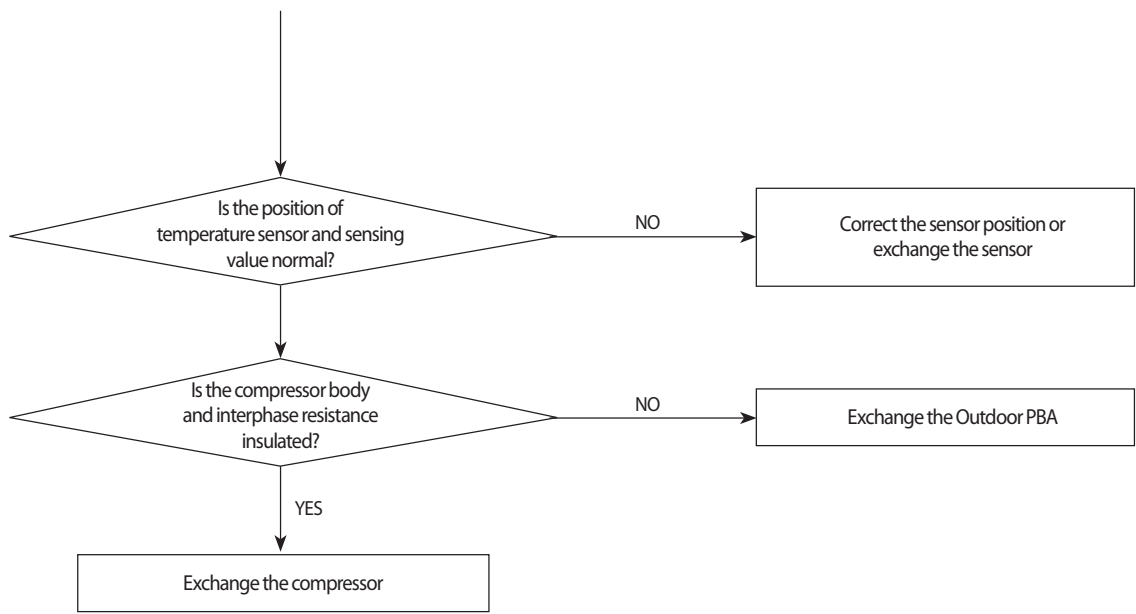 Is the position of
temperature sensor and sensing
value normal?
NO
Correct the sensor position or
exchange the sensor
Is the compressor body
and interphase resistance
insulated?
NO
Exchange the Outdoor PBA
YES
Exchange the compressor